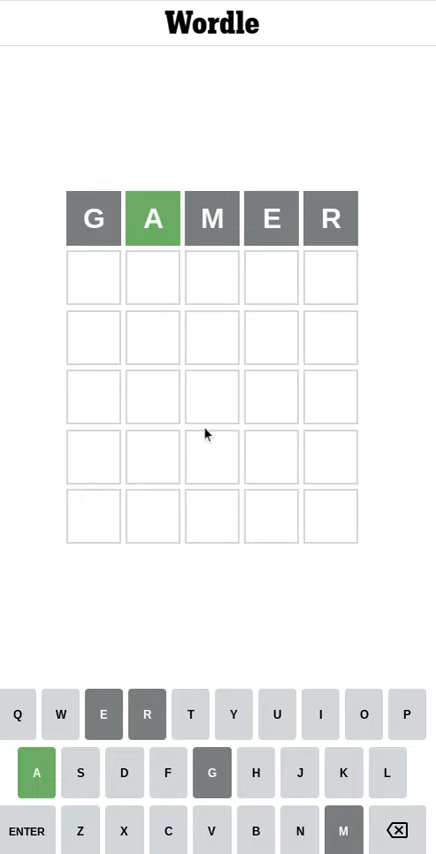 Wordle
G A M E R
Q W E R T Y U I O P
A S D F G H J K L
ENTER Z X C V B N M